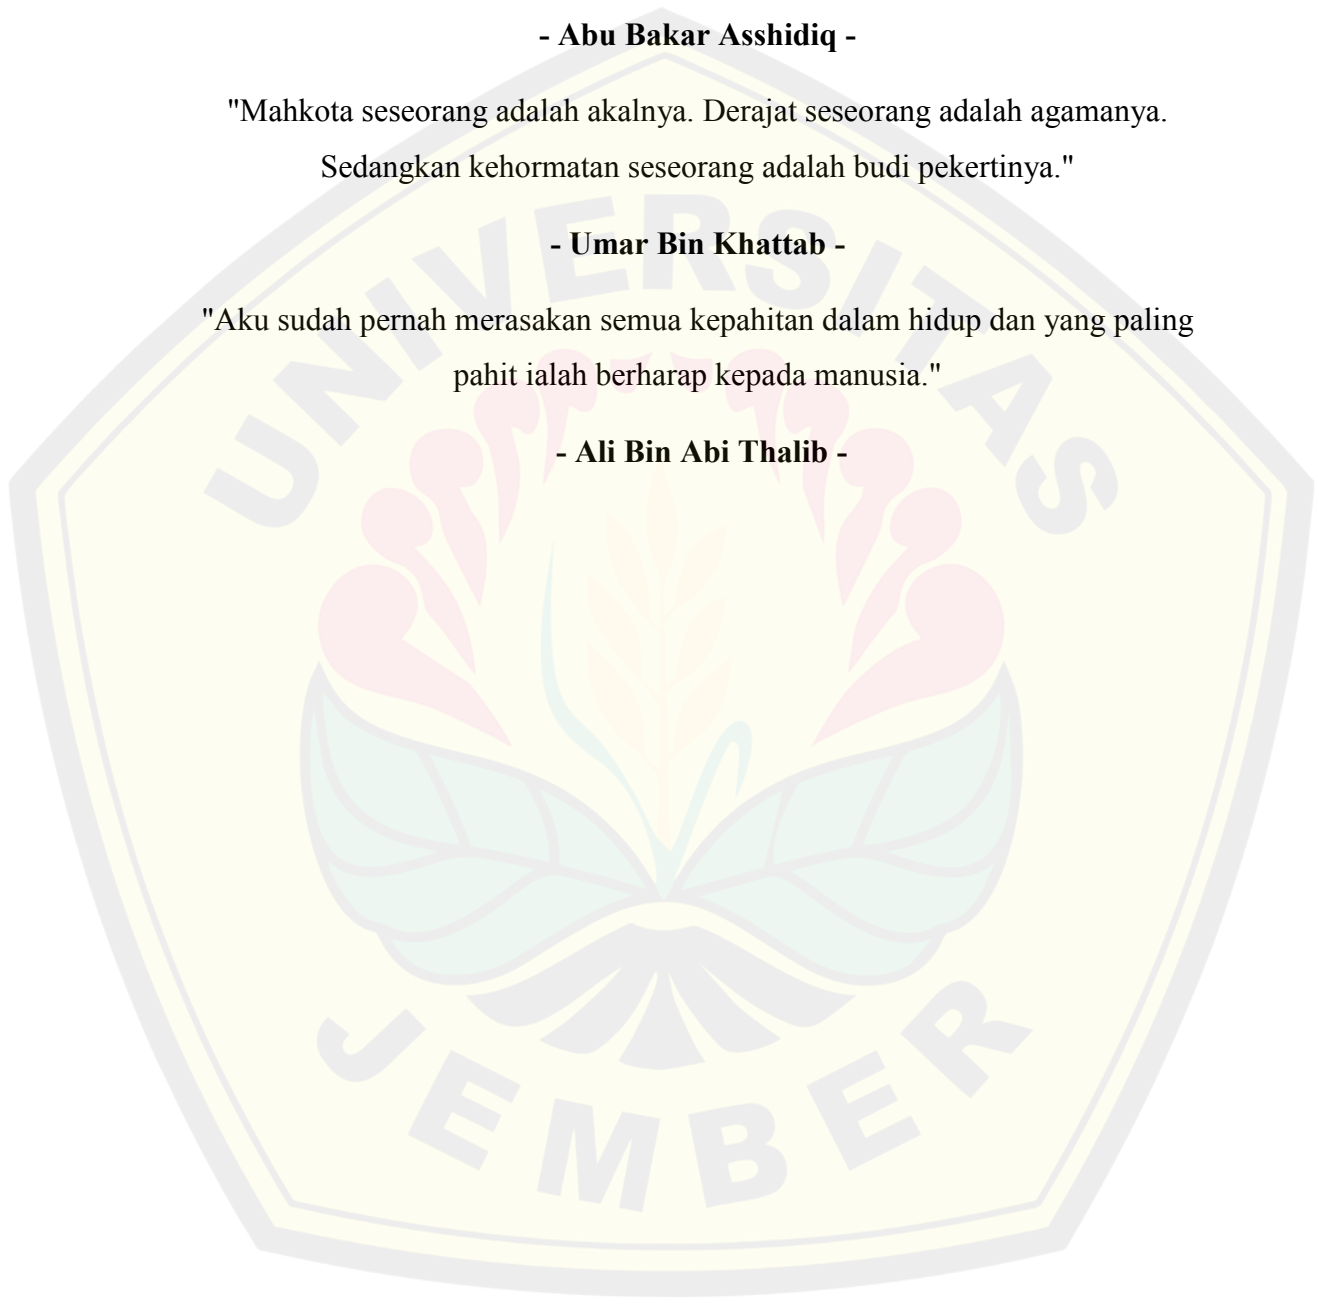 - Abu Bakar Asshidiq -
"Mahkota seseorang adalah akalnya. Derajat seseorang adalah agamanya.
Sedangkan kehormatan seseorang adalah budi pekertinya."
- Umar Bin Khattab -
"Aku sudah pernah merasakan semua kepahitan dalam hidup dan yang paling
pahit ialah berharap kepada manusia."
- Ali Bin Abi Thalib -
UNIVERSITAS
JEMBER